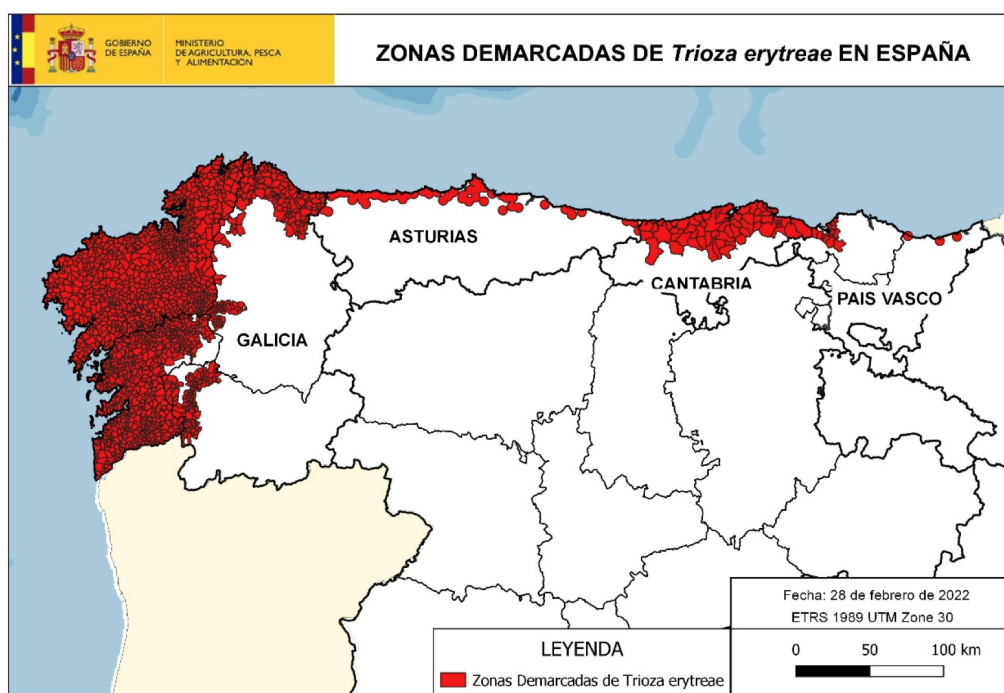 GOBIERNO
DE ESPAÑA
MINISTERIO
DE AGRICULTURA, PESCA
Y ALIMENTACIÓN
ZONAS DEMARCADAS DE Trioza erytreae EN ESPAÑA
ASTURIAS
CANTABRIA
PAIS VASCO
GALICIA
Fecha: 28 de febrero de 2022
ETRS 1989 UTM Zone 30
LEYENDA
Zonas Demarcadas de Trioza erytreae
0 50 100 km